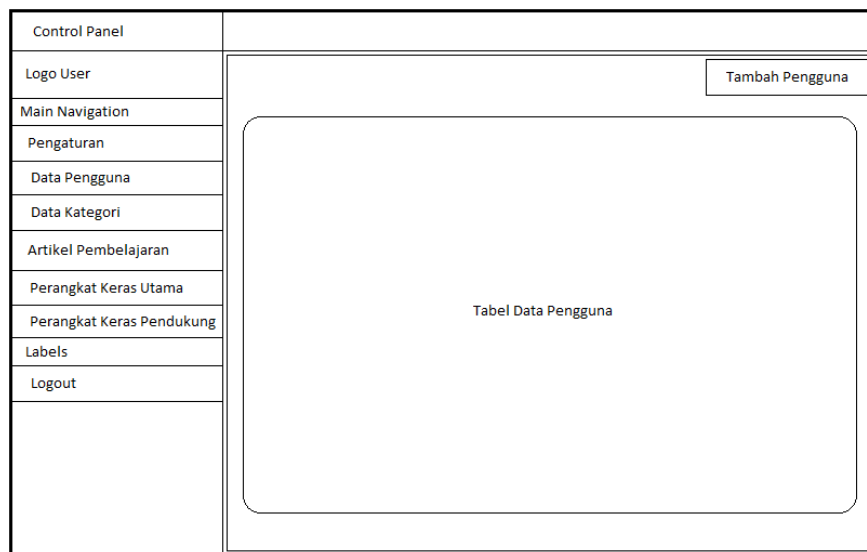 Control Panel
Logo User
Tambah Pengguna
Main Navigation
Pengaturan
Data Pengguna
Data Kategori
Artikel Pembelajaran
Perangkat Keras Utama
Tabel Data Pengguna
Perangkat Keras Pendukung
Labels
Logout